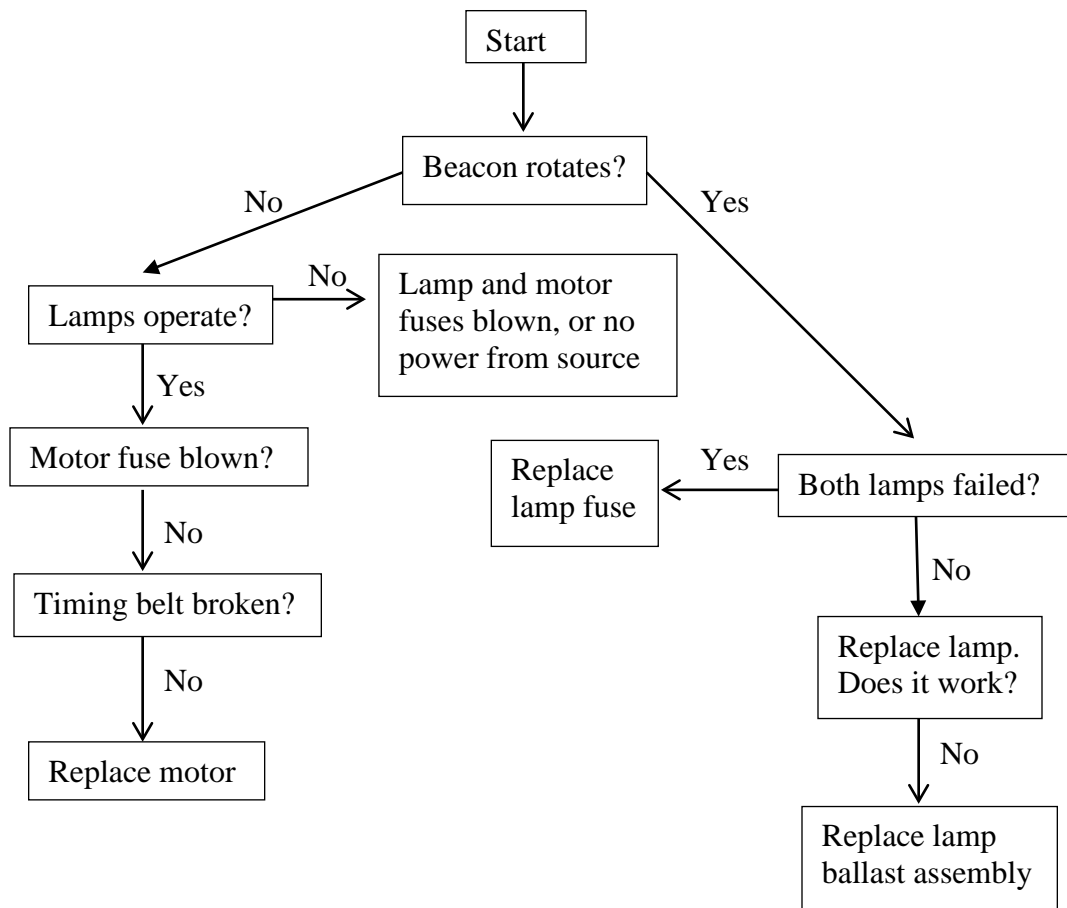 Start
Beacon rotates?
No
Yes
No
Lamp and motor
fuses blown, or no
power from source
Lamps operate?
Yes
Motor fuse blown?
Yes
Replace
lamp fuse
Both lamps failed?
No
No
Timing belt broken?
Replace lamp.
Does it work?
No
No
Replace motor
Replace lamp
ballast assembly